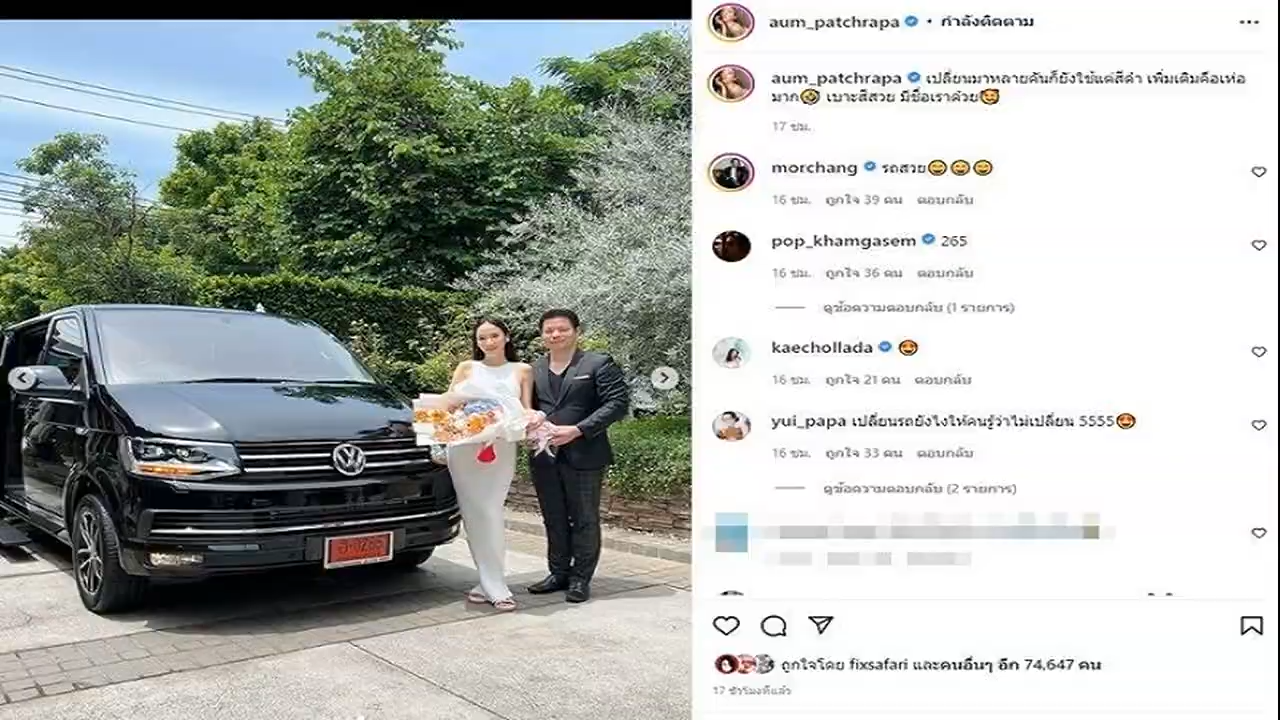 aum_patchrapa • กำลังติดตาม
aum_patchrapa เปลี่ยนมาหลายคันก็ยังใช้แค่สีดำ เพิ่มเติมคือเห่อ
มาก🤣 เบาะสีสวย มีชื่อเราด้วย🥰
17 ชม.
morchang รถสวย😄😄😄
16 ชม. ถูกใจ 39 คน ตอบกลับ
pop_khamgasem 265
16 ชม. ถูกใจ 36 คน ตอบกลับ
ดูข้อความตอบกลับ (1 รายการ)
kaechollada 🤩
16 ชม. ถูกใจ 21 คน ตอบกลับ
yui_papa เปลี่ยนรถยังไงให้คนรู้ว่าไม่เปลี่ยน 5555🤩
16 ชม. ถูกใจ 33 คน ตอบกลับ
ดูข้อความตอบกลับ (2 รายการ)
ถูกใจโดย fixsafari และคนอื่นๆ อีก 74,647 คน
17 ชั่วโมงที่แล้ว